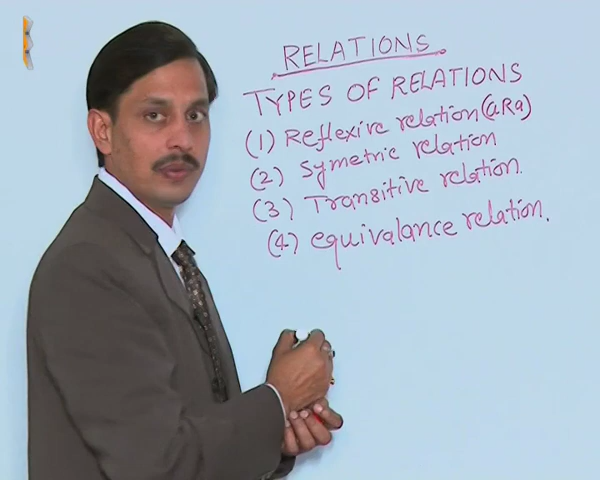 RELATIONS
TYPES OF RELATIONS
(1) Reflexive relation (aRa)
(2) Symetric relation
(3) Transitive relation.
(4) equivalance relation.